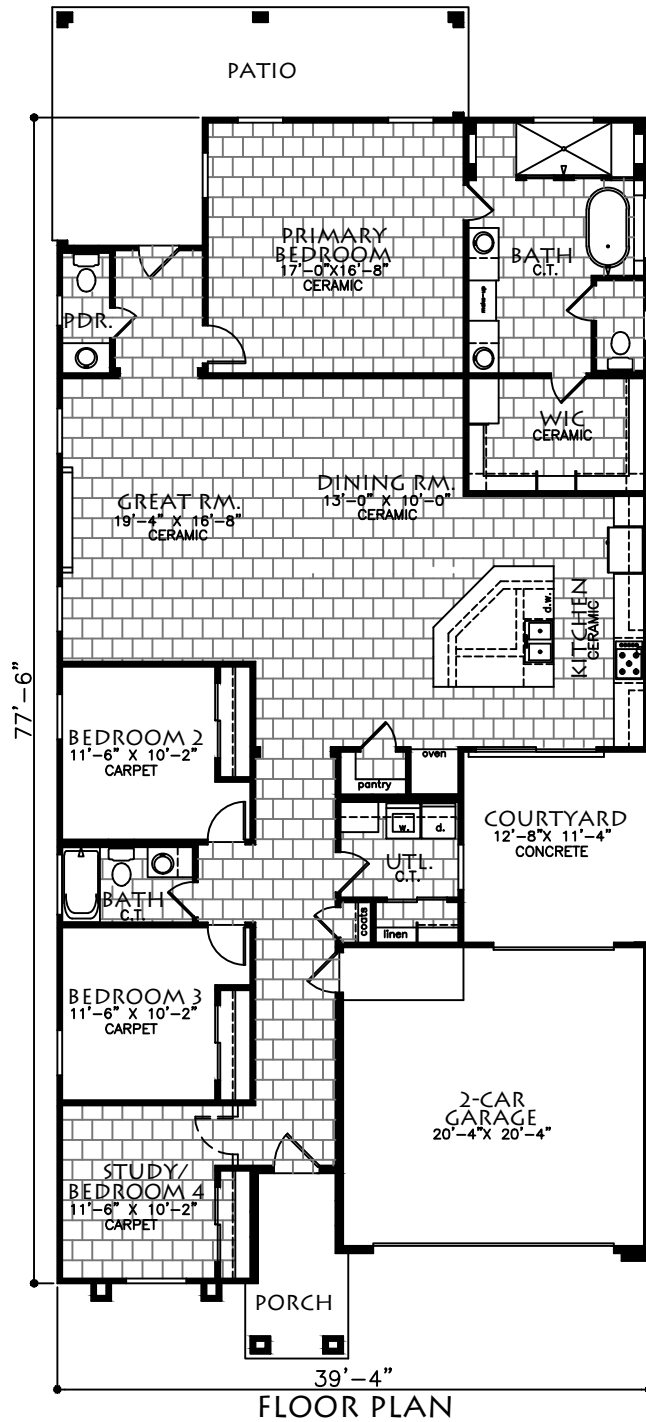 PATIO
PRIMARY
BEDROOM
17'-0"X16'-8"
CERAMIC
BATH
C.T.
PDR.
WIC
CERAMIC
DINING RM.
13'-0" X 10'-0"
CERAMIC
GREAT RM.
19'-4" X 16'-8"
CERAMIC
KITCHEN
CERAMIC
d.w.
77'-6"
BEDROOM 2
11'-6" X 10'-2"
CARPET
oven
pantry
COURTYARD
12'-8"X 11'-4"
CONCRETE
w.
d.
UTL.
C.T.
BATH
C.T.
coats
linen
BEDROOM 3
11'-6" X 10'-2"
CARPET
2-CAR
GARAGE
20'-4"X 20'-4"
STUDY/
BEDROOM 4
11'-6" X 10'-2"
CARPET
PORCH
39'-4"
FLOOR PLAN